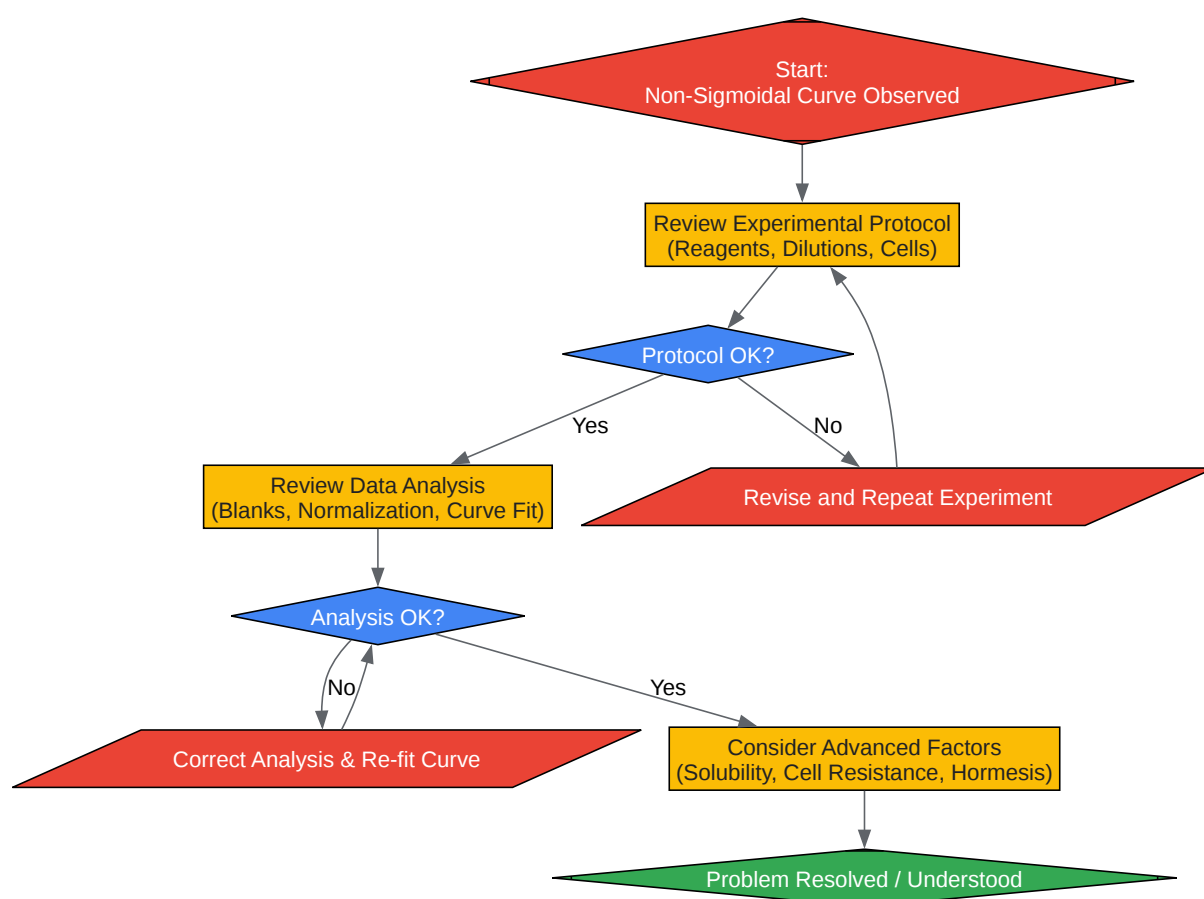 Start:
Non-Sigmoidal Curve Observed
Review Experimental Protocol
(Reagents, Dilutions, Cells)
Protocol OK?
Yes
No
Review Data Analysis
(Blanks, Normalization, Curve Fit)
Revise and Repeat Experiment
Analysis OK?
No
Yes
Correct Analysis & Re-fit Curve
Consider Advanced Factors
(Solubility, Cell Resistance, Hormesis)
Problem Resolved / Understood